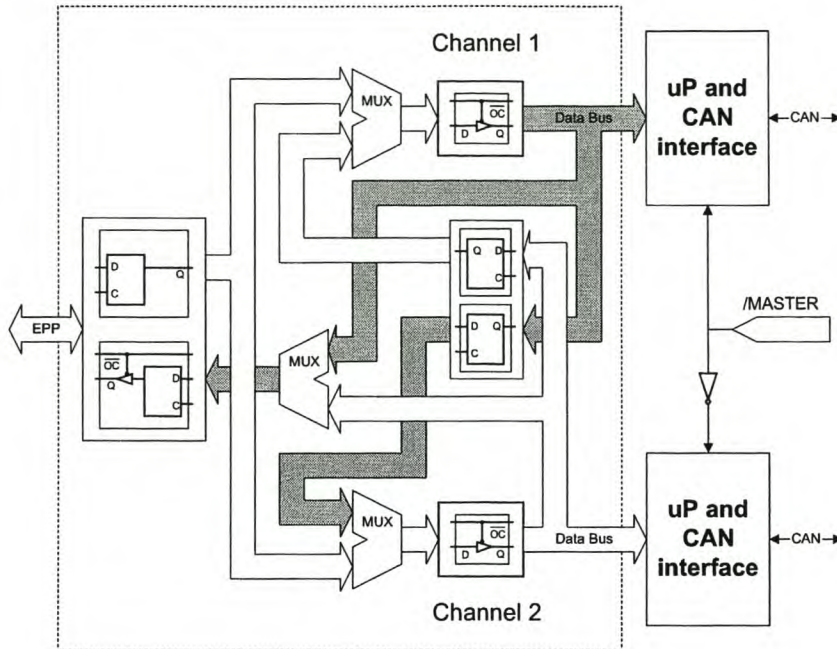 Channel 1
MUX
OC
D
Q
Data Bus
uP and
CAN
interface
CAN
D
C
Q
EPP
OC
Q
D
C
MUX
Q
D
C
D
Q
C
/MASTER
MUX
OC
D
Q
Data Bus
uP and
CAN
interface
CAN
Channel 2